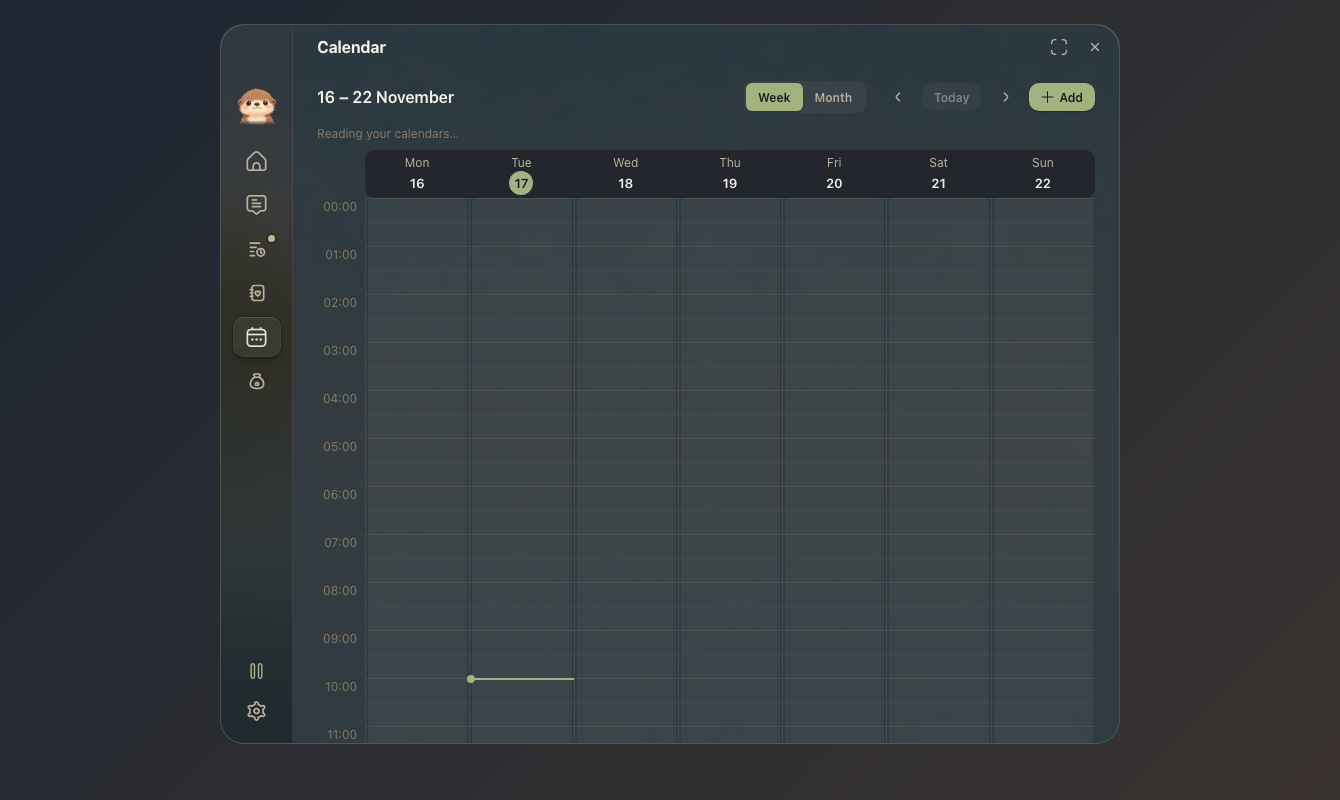 Calendar
16 – 22 November
Week Month Today Add
Reading your calendars...
Mon Tue Wed Thu Fri Sat Sun
16 17 18 19 20 21 22
00:00
01:00
02:00
03:00
04:00
05:00
06:00
07:00
08:00
09:00
10:00
11:00